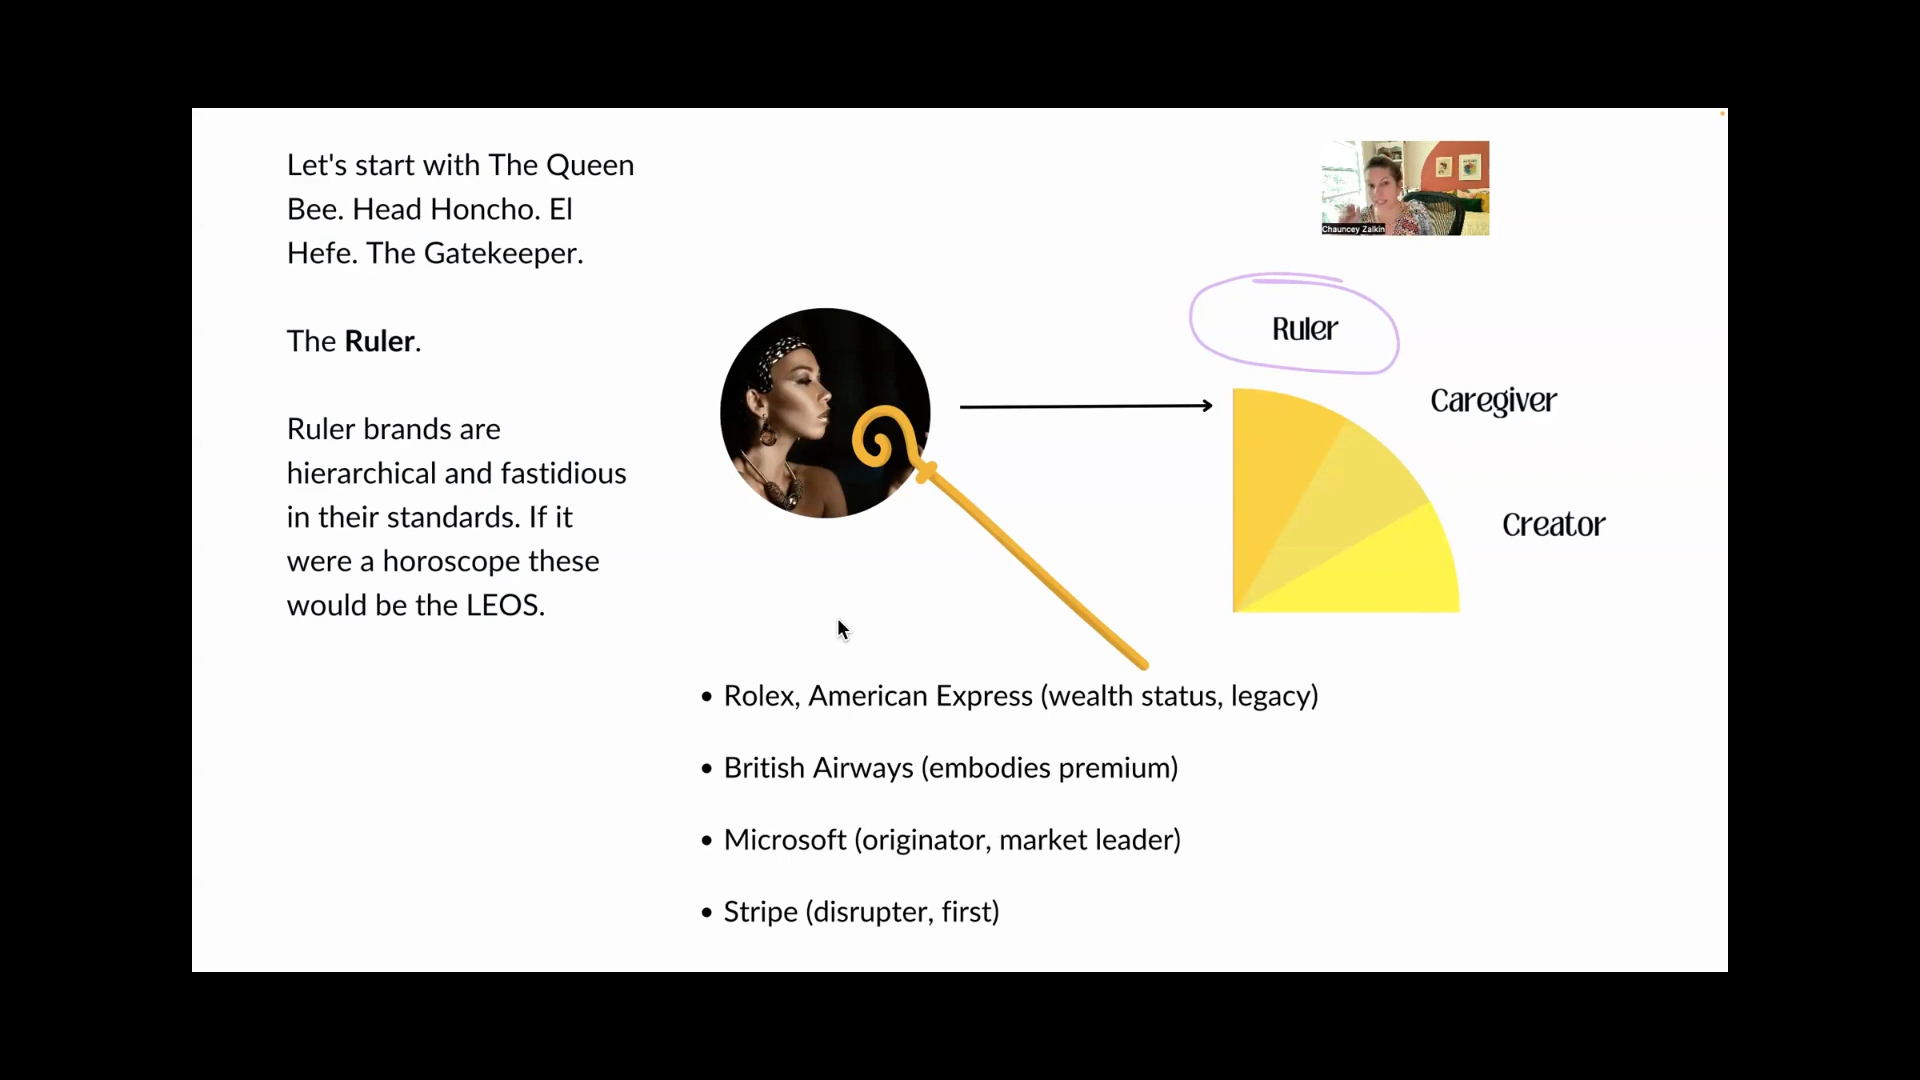 Let's start with The Queen
Bee. Head Honcho. El
Hefe. The Gatekeeper.
The Ruler.
Ruler brands are
hierarchical and fastidious
in their standards. If it
were a horoscope these
would be the LEOS.
Chauncey Zalkin
Ruler
Caregiver
Creator
• Rolex, American Express (wealth status, legacy)
• British Airways (embodies premium)
• Microsoft (originator, market leader)
• Stripe (disrupter, first)